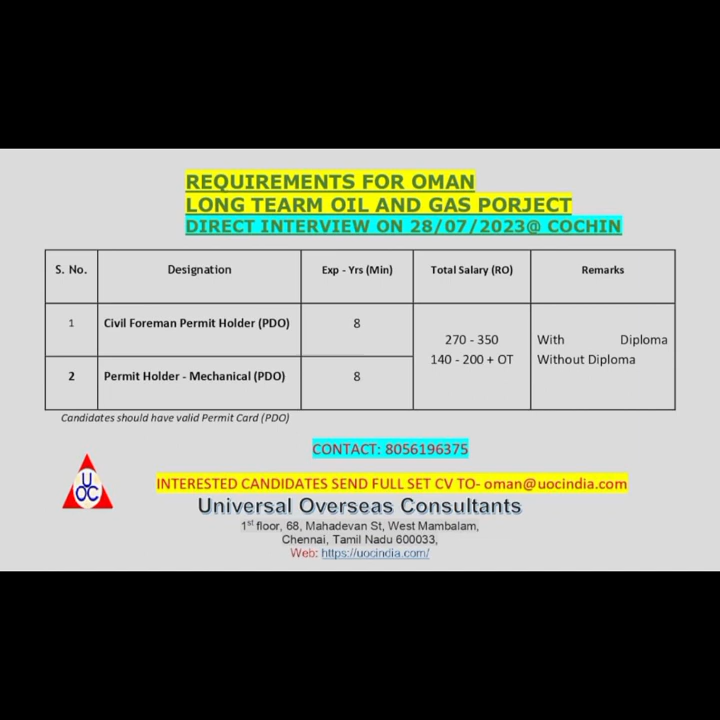 REQUIREMENTS FOR OMAN
LONG TEARM OIL AND GAS PORJECT
DIRECT INTERVIEW ON 28/07/2023@ COCHIN
S. No. Designation Exp - Yrs (Min) Total Salary (RO) Remarks
1 Civil Foreman Permit Holder (PDO) 8
270 - 350 With Diploma
140 - 200 + OT Without Diploma
2 Permit Holder - Mechanical (PDO) 8
Candidates should have valid Permit Card (PDO)
CONTACT: 8056196375
INTERESTED CANDIDATES SEND FULL SET CV TO- oman@uocindia.com
U
OC
Universal Overseas Consultants
1st floor, 68, Mahadevan St, West Mambalam,
Chennai, Tamil Nadu 600033,
Web: https://uocindia.com/